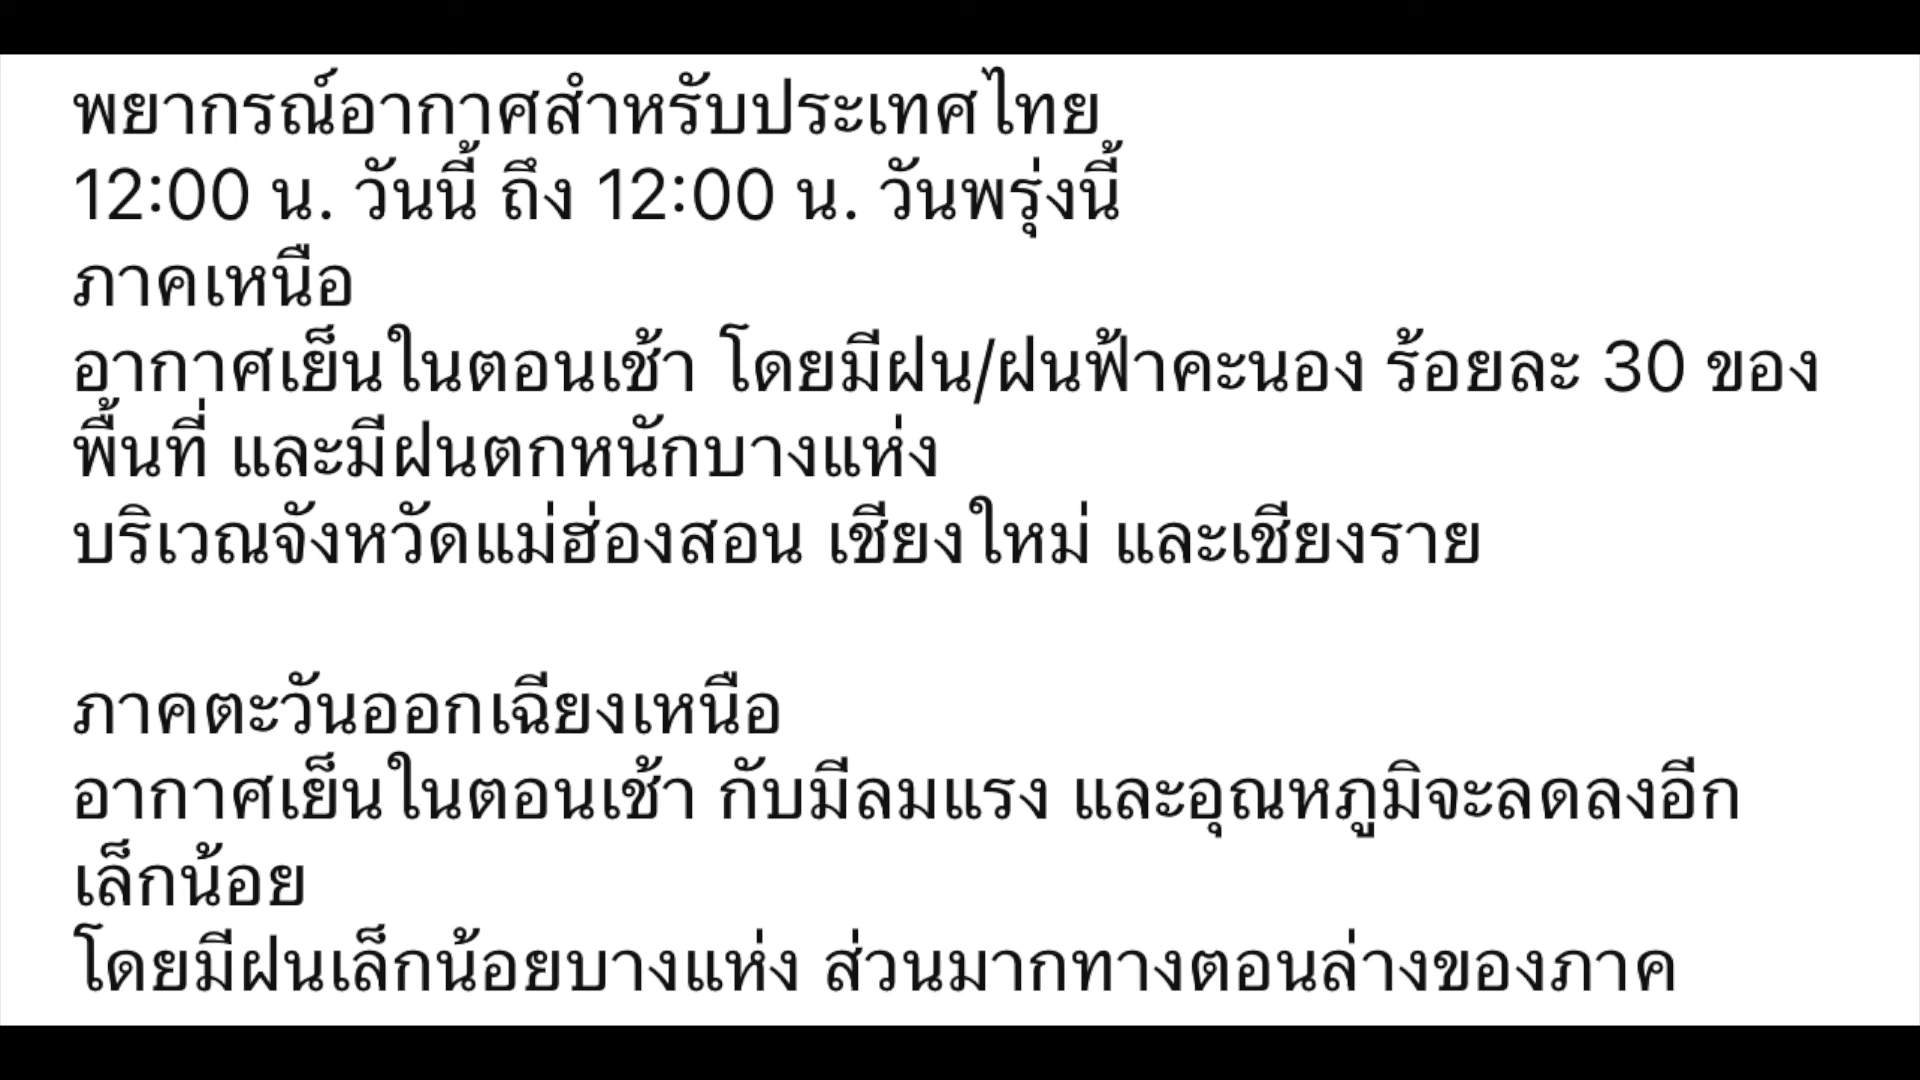 พยากรณ์อากาศสำหรับประเทศไทย
12:00 น. วันนี้ ถึง 12:00 น. วันพรุ่งนี้
ภาคเหนือ
อากาศเย็นในตอนเช้า โดยมีฝน/ฝนฟ้าคะนอง ร้อยละ 30 ของ
พื้นที่ และมีฝนตกหนักบางแห่ง
บริเวณจังหวัดแม่ฮ่องสอน เชียงใหม่ และเชียงราย
ภาคตะวันออกเฉียงเหนือ
อากาศเย็นในตอนเช้า กับมีลมแรง และอุณหภูมิจะลดลงอีก
เล็กน้อย
โดยมีฝนเล็กน้อยบางแห่ง ส่วนมากทางตอนล่างของภาค